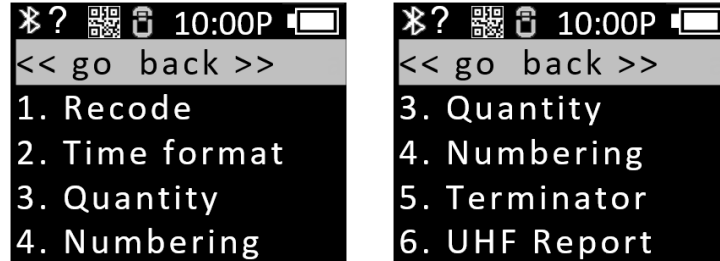 ? 10:00P
<< go back >>
1. Recode
2. Time format
3. Quantity
4. Numbering
? 10:00P
<< go back >>
3. Quantity
4. Numbering
5. Terminator
6. UHF Report